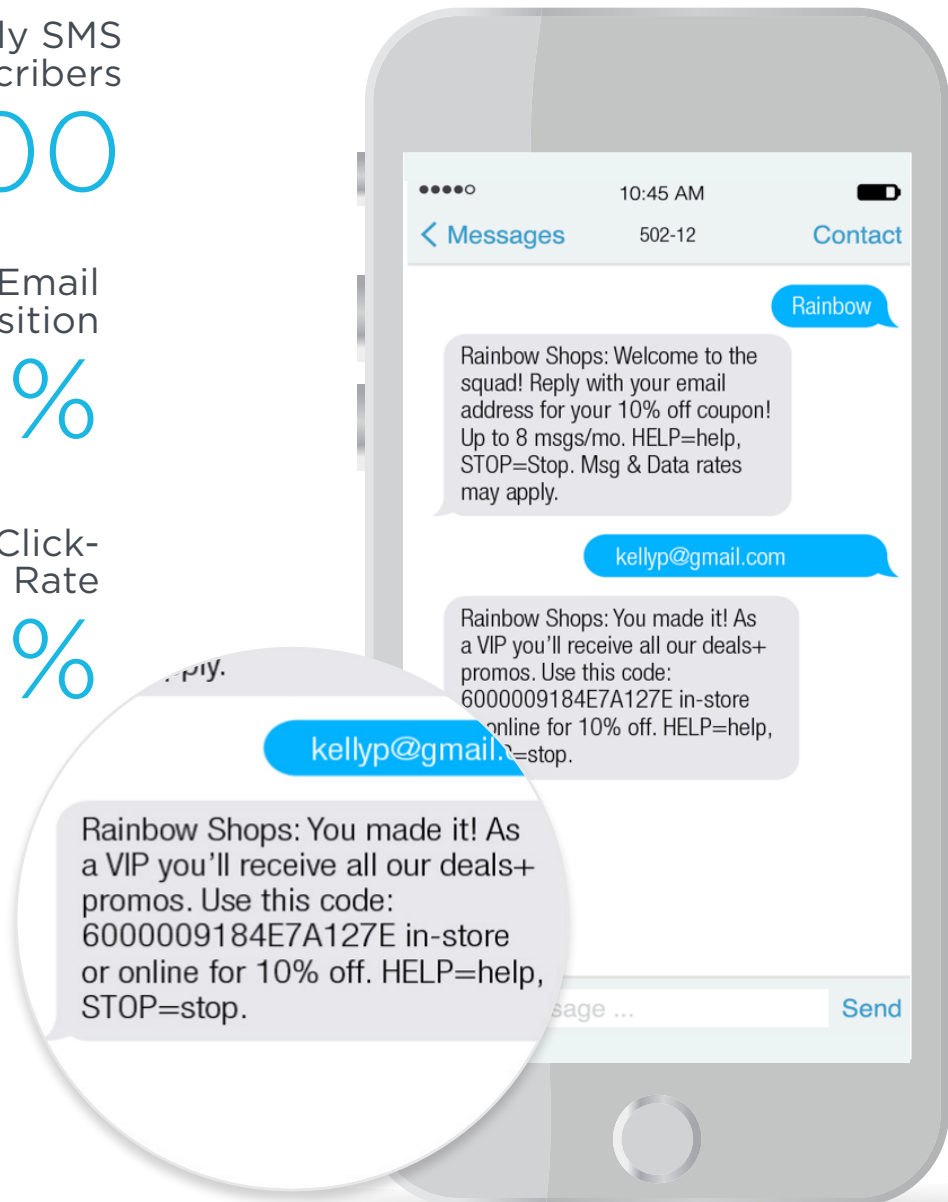 ly SMS
cribers
00
Email
sition
%
Click-
Rate
%
10:45 AM
Messages
502-12
Contact
Rainbow
Rainbow Shops: Welcome to the
squad! Reply with your email
address for your 10% off coupon!
Up to 8 msgs/mo. HELP=help,
STOP=Stop. Msg & Data rates
may apply.
kellyp@gmail.com
Rainbow Shops: You made it! As
a VIP you’ll receive all our deals+
promos. Use this code:
6000009184E7A127E in-store
online for 10% off. HELP=help,
=stop.
ply.
kellyp@gmail.
Rainbow Shops: You made it! As
a VIP you’ll receive all our deals+
promos. Use this code:
6000009184E7A127E in-store
or online for 10% off. HELP=help,
STOP=stop.
sage ...
Send